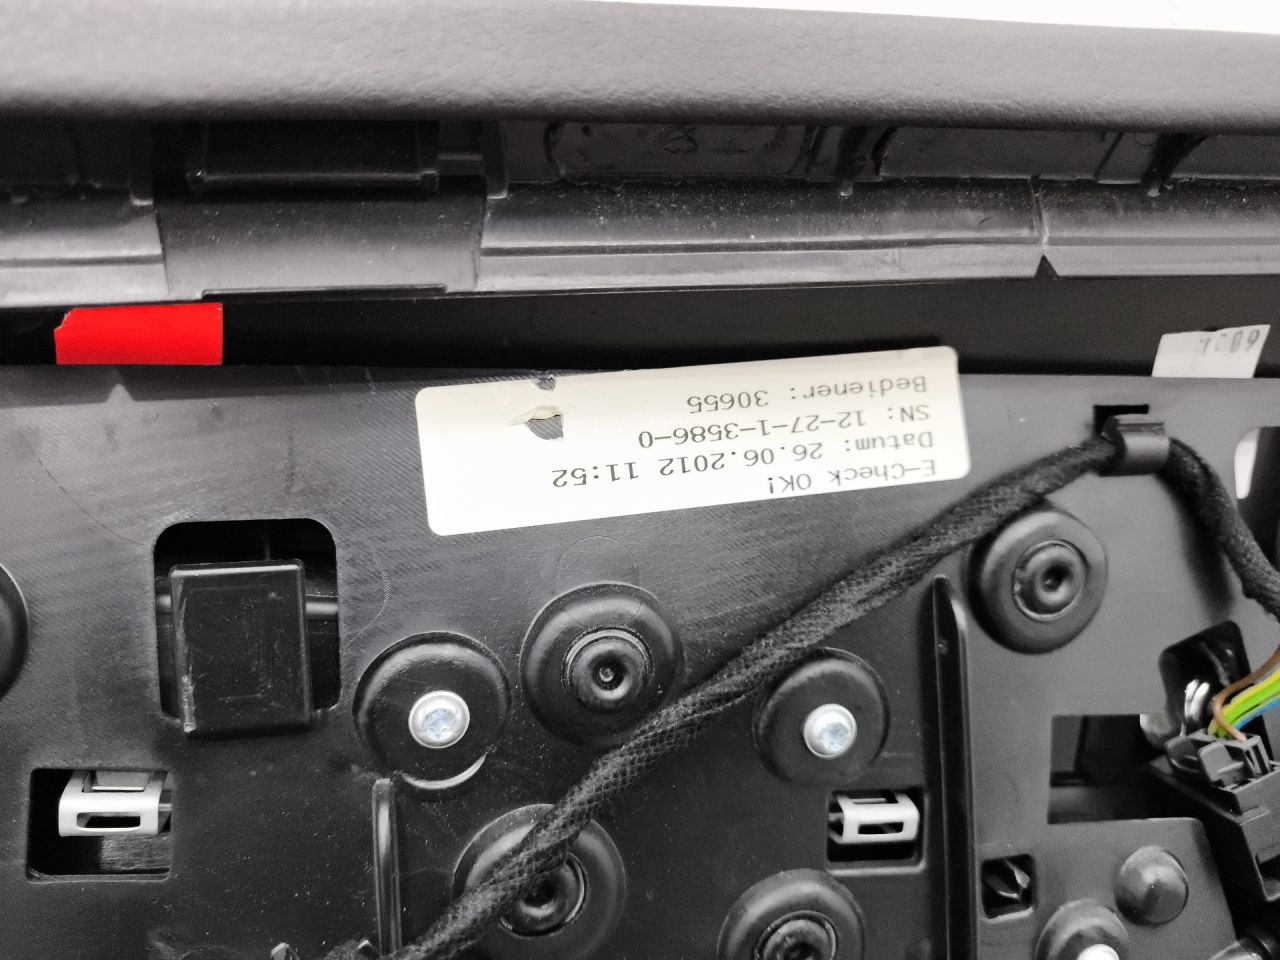 E-Check OK!
Datum: 26.06.2012 11:52
SN: 12-27-1-3586-0
Bediener: 30655